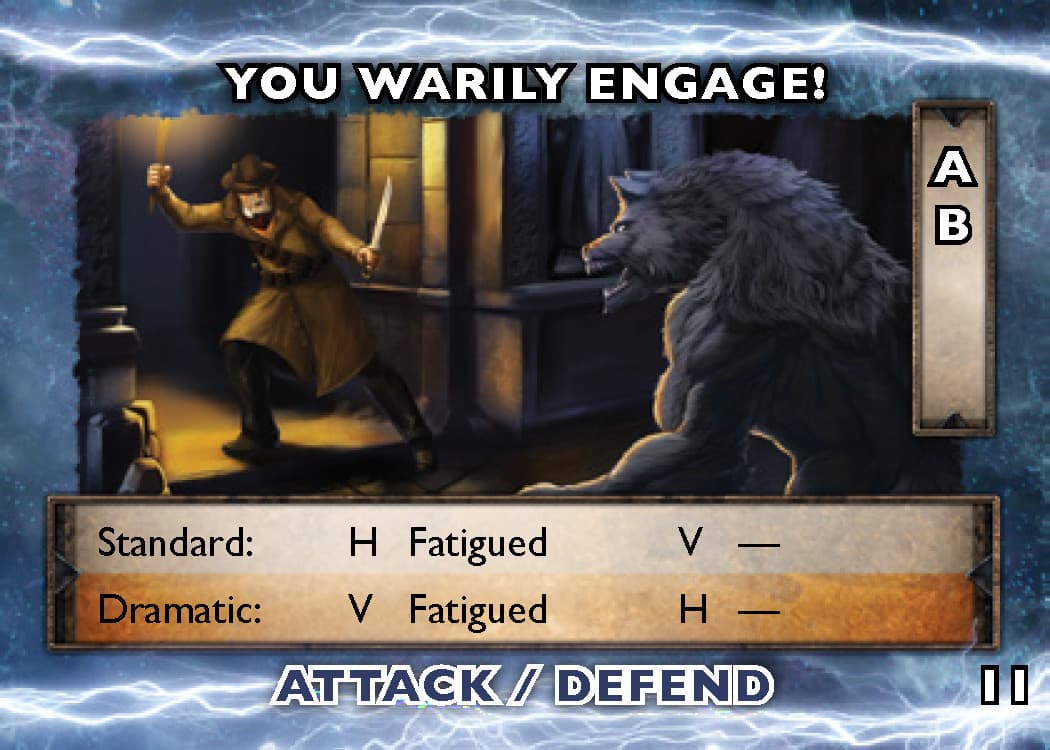 YOU WARILY ENGAGE!
A
B
Standard: H Fatigued V —
Dramatic: V Fatigued H —
ATTACK / DEFEND
11